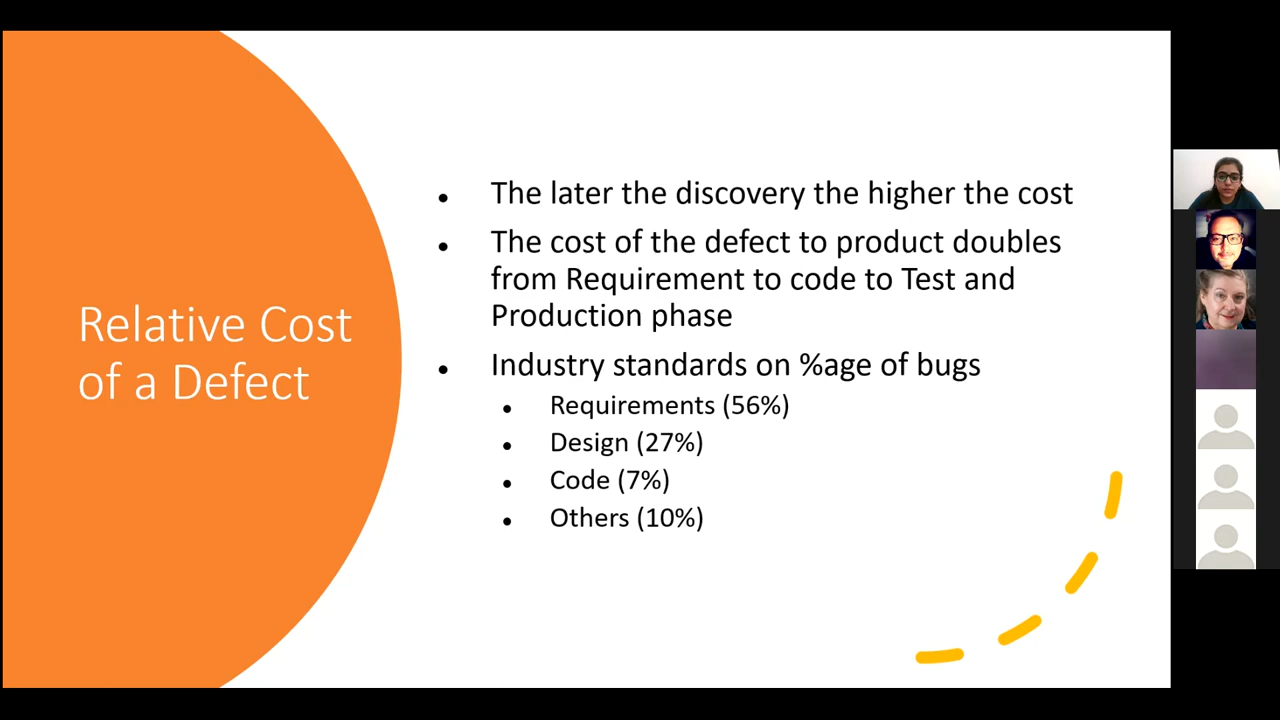 Relative Cost
of a Defect
• The later the discovery the higher the cost
• The cost of the defect to product doubles
from Requirement to code to Test and
Production phase
• Industry standards on %age of bugs
• Requirements (56%)
• Design (27%)
• Code (7%)
• Others (10%)